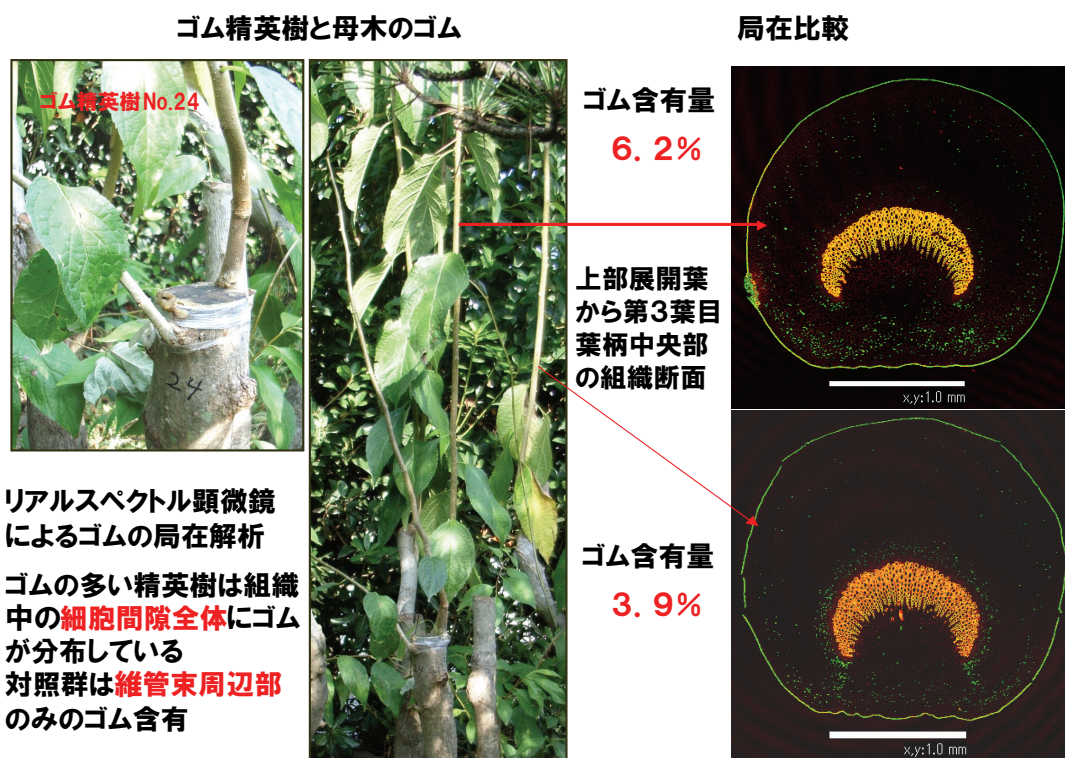 ゴム精英樹と母木のゴム
局在比較
ゴム精英樹No.24
24
ゴム含有量
6.2%
上部展開葉
から第3葉目
葉柄中央部
の組織断面
x,y:1.0 mm
リアルスペクトル顕微鏡
によるゴムの局在解析
ゴムの多い精英樹は組織
中の細胞間隙全体にゴム
が分布している
対照群は維管束周辺部
のみのゴム含有
ゴム含有量
3.9%
x,y:1.0 mm